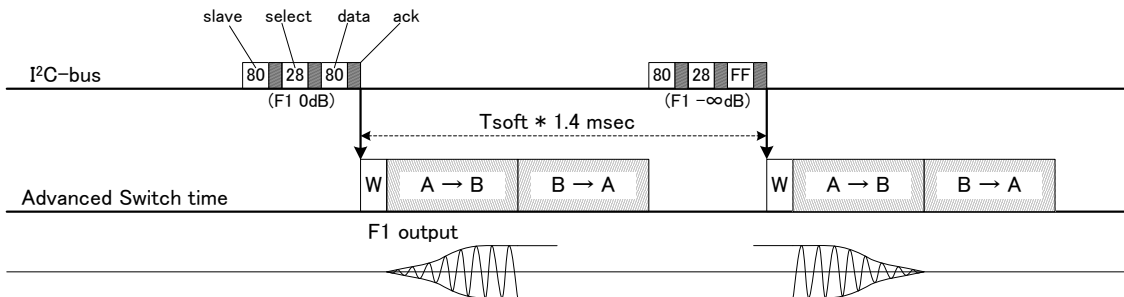 slave select data ack
I²C-bus 80 28 80 80 28 FF
(F1 0dB) (F1 −∞dB)
Tsoft * 1.4 msec
Advanced Switch time W A → B B → A W A → B B → A
F1 output